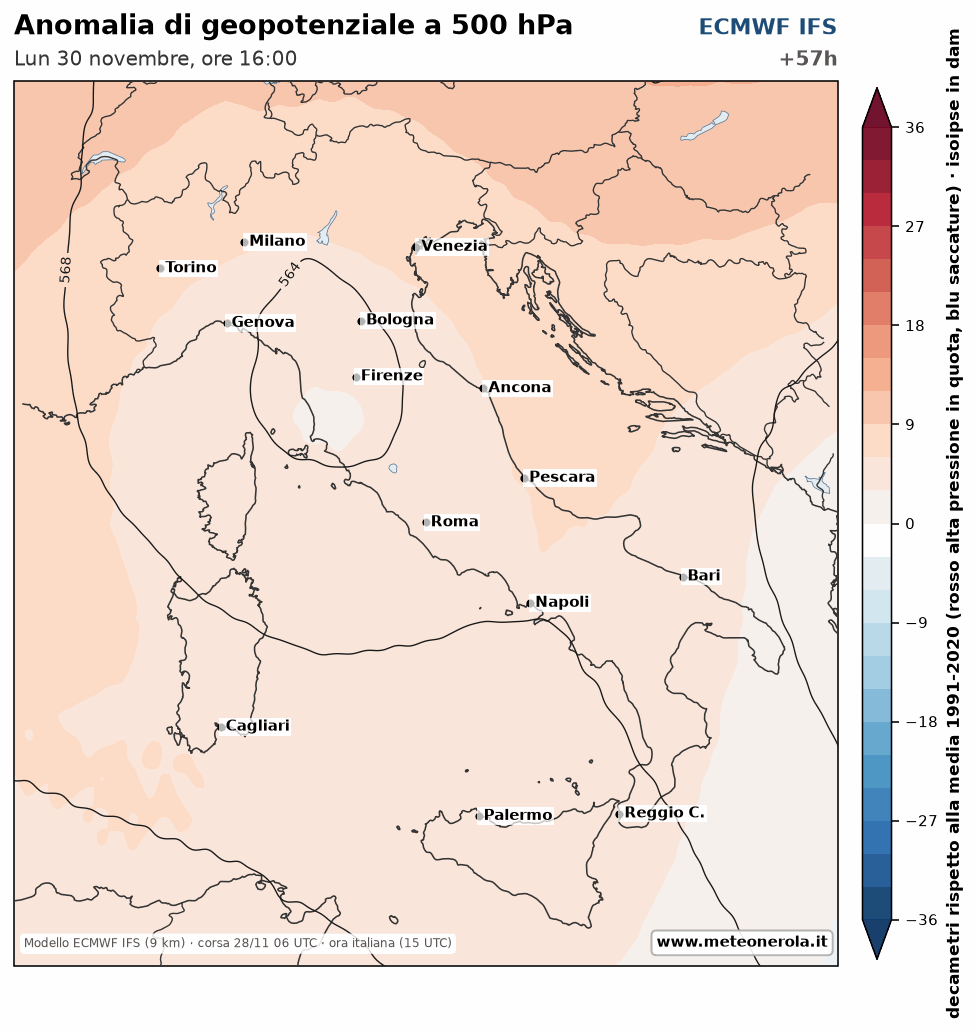 Anomalia di geopotenziale a 500 hPa
ECMWF IFS
Lun 30 novembre, ore 16:00
+57h
568
564
Milano
Torino
Venezia
Genova
Bologna
Firenze
Ancona
Pescara
Roma
Bari
Napoli
Cagliari
Palermo
Reggio C.
Modello ECMWF IFS (9 km) · corsa 28/11 06 UTC · ora italiana (15 UTC)
www.meteonerola.it
36
27
18
9
0
−9
−18
−27
−36
decametri rispetto alla media 1991-2020 (rosso alta pressione in quota, blu saccature) · isoipse in dam